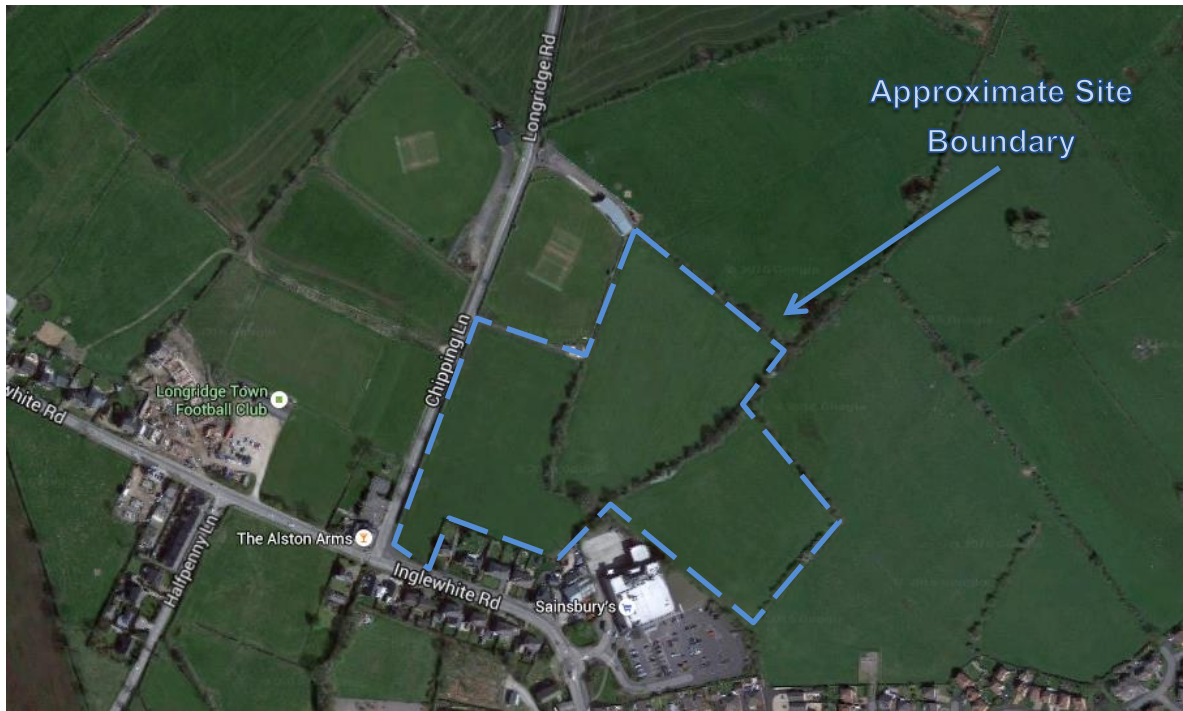 Approximate Site
Boundary
Longridge Rd
Chipping Ln
Longridge Town
Football Club
white Rd
The Alston Arms
Halfpenny Ln
Inglewhite Rd
Sainsbury's